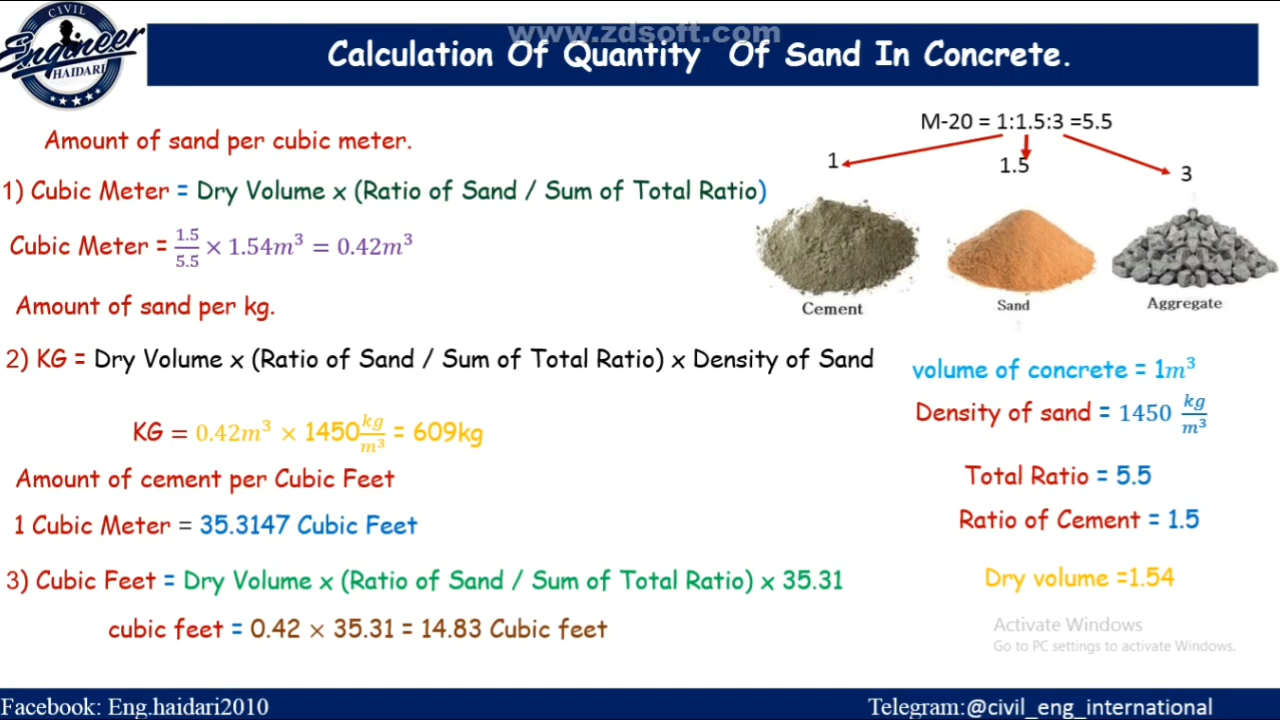 CIVIL
Engineer
HAIDARI
www.zdsoft.com
Calculation Of Quantity Of Sand In Concrete.
Amount of sand per cubic meter.
1) Cubic Meter = Dry Volume x (Ratio of Sand / Sum of Total Ratio)
Cubic Meter = 1.5/5.5 × 1.54m³ = 0.42m³
Amount of sand per kg.
2) KG = Dry Volume x (Ratio of Sand / Sum of Total Ratio) x Density of Sand
KG = 0.42m³ × 1450 kg/m³ = 609kg
Amount of cement per Cubic Feet
1 Cubic Meter = 35.3147 Cubic Feet
3) Cubic Feet = Dry Volume x (Ratio of Sand / Sum of Total Ratio) x 35.31
cubic feet = 0.42 × 35.31 = 14.83 Cubic feet
M-20 = 1:1.5:3 =5.5
1
1.5
3
Cement
Sand
Aggregate
volume of concrete = 1m³
Density of sand = 1450 kg/m³
Total Ratio = 5.5
Ratio of Cement = 1.5
Dry volume =1.54
Activate Windows
Go to PC settings to activate Windows.
Facebook: Eng.haidari2010
Telegram:@civil_eng_international